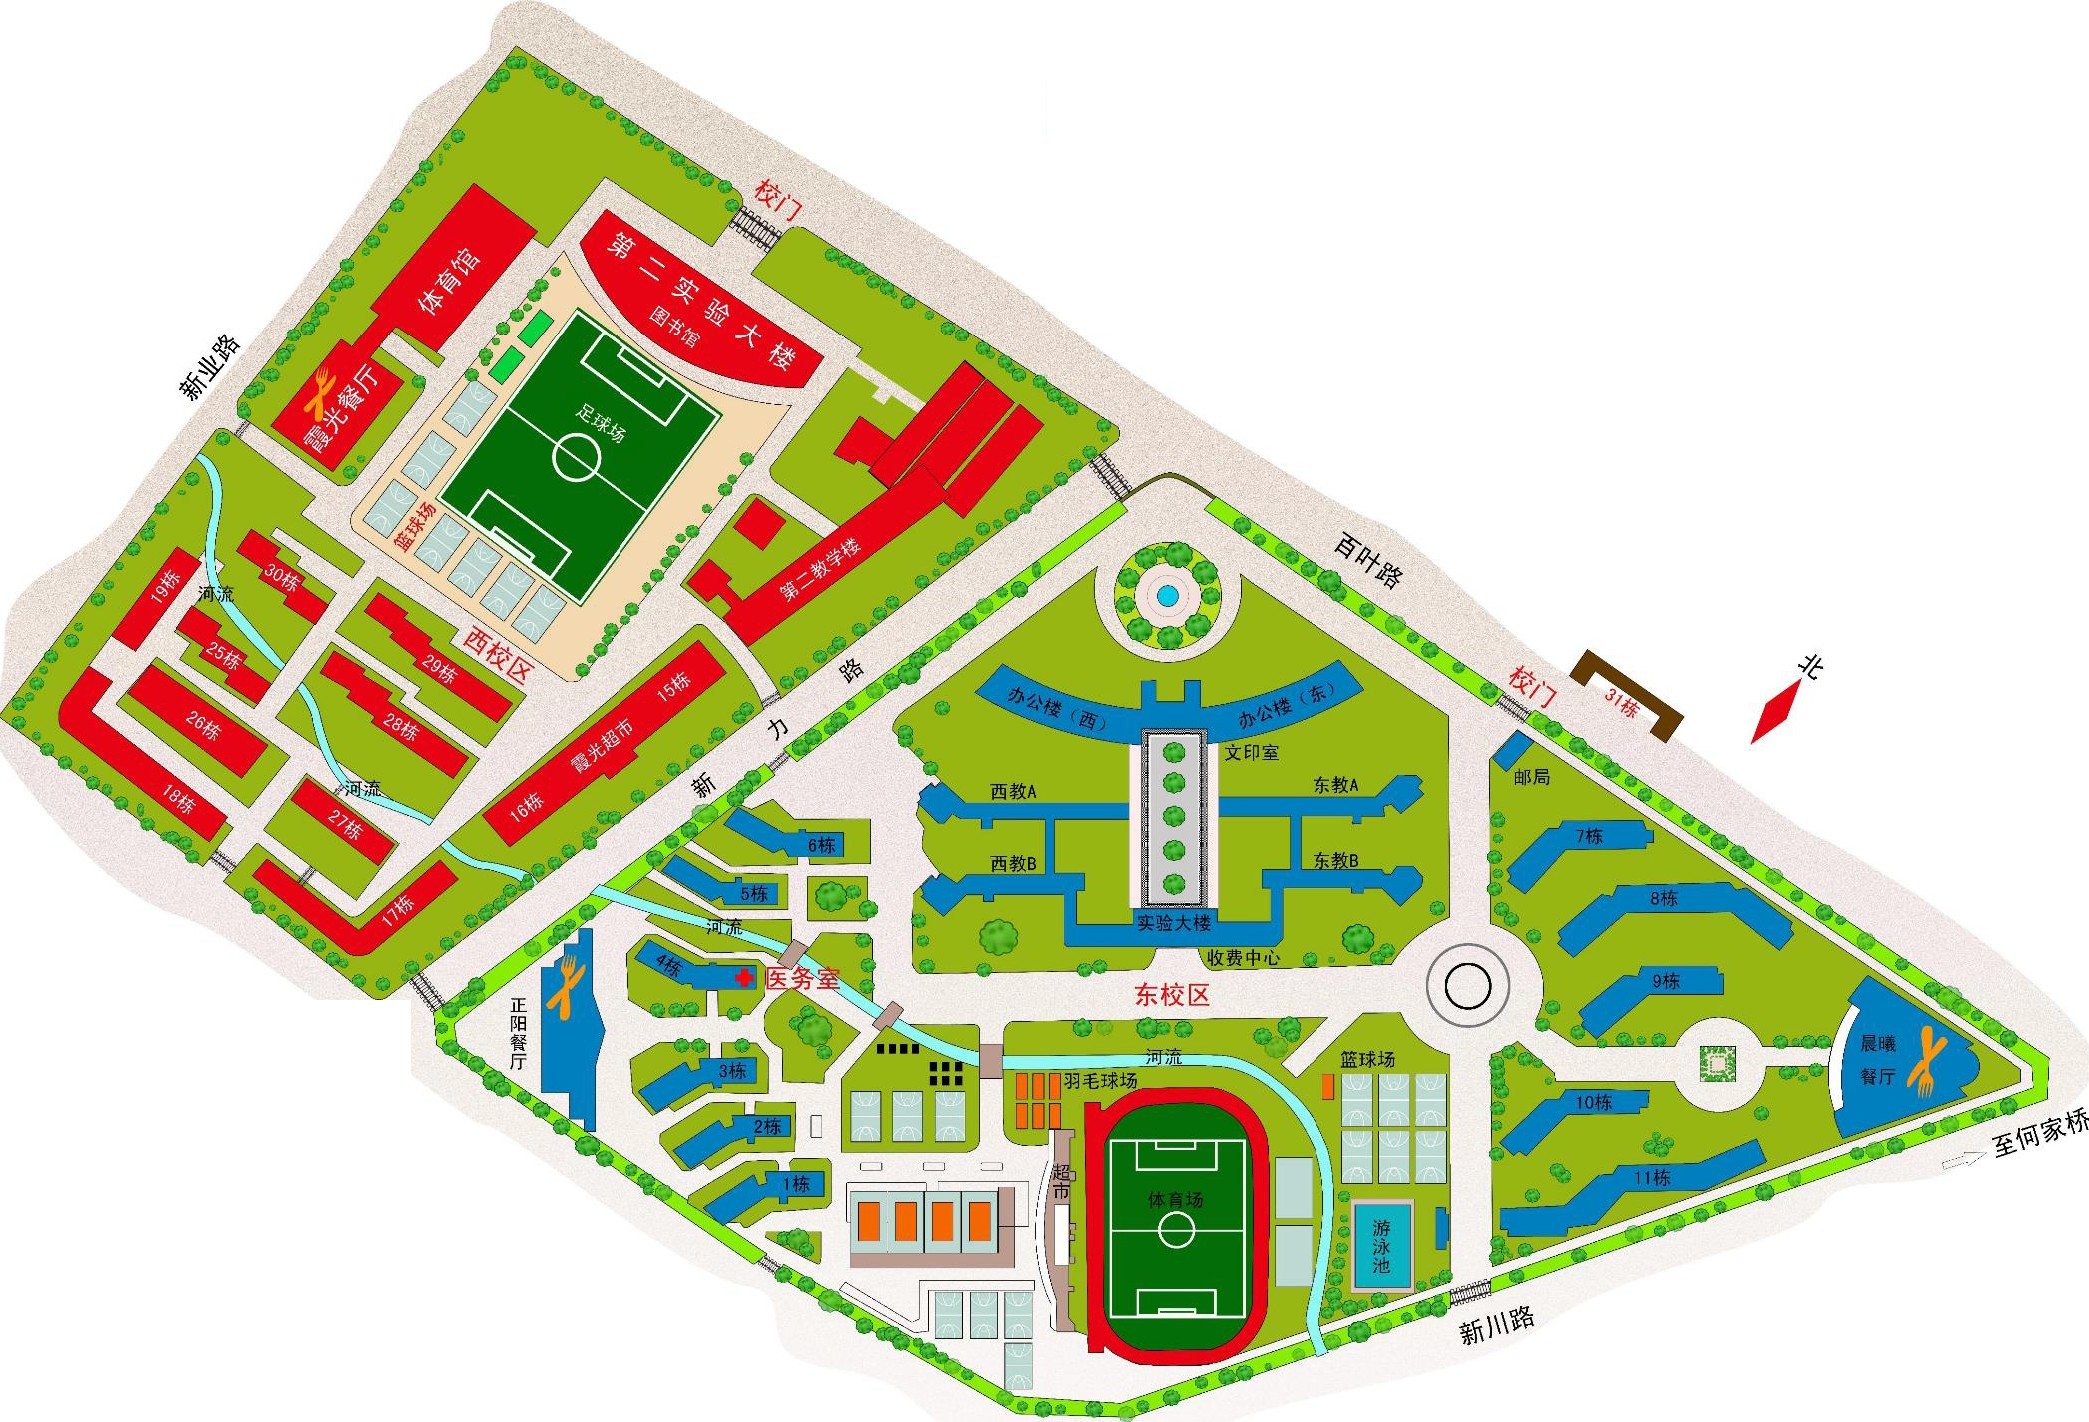 校门
第二实验大楼
图书馆
体育馆
新业路
霞光餐厅
足球场
篮球场
第二教学楼
百叶路
19栋
河流
30栋
25栋
29栋
西校区
26栋
28栋
18栋
河流
27栋
17栋
霞光超市
15栋
16栋
新力路
北
校门
31栋
办公楼（西）
办公楼（东）
文印室
邮局
西教A
东教A
西教B
东教B
实验大楼
收费中心
东校区
6栋
5栋
河流
4栋
医务室
正阳餐厅
3栋
2栋
1栋
7栋
8栋
9栋
晨曦
餐厅
10栋
11栋
至何家桥
河流
羽毛球场
篮球场
超市
体育场
游泳池
新川路